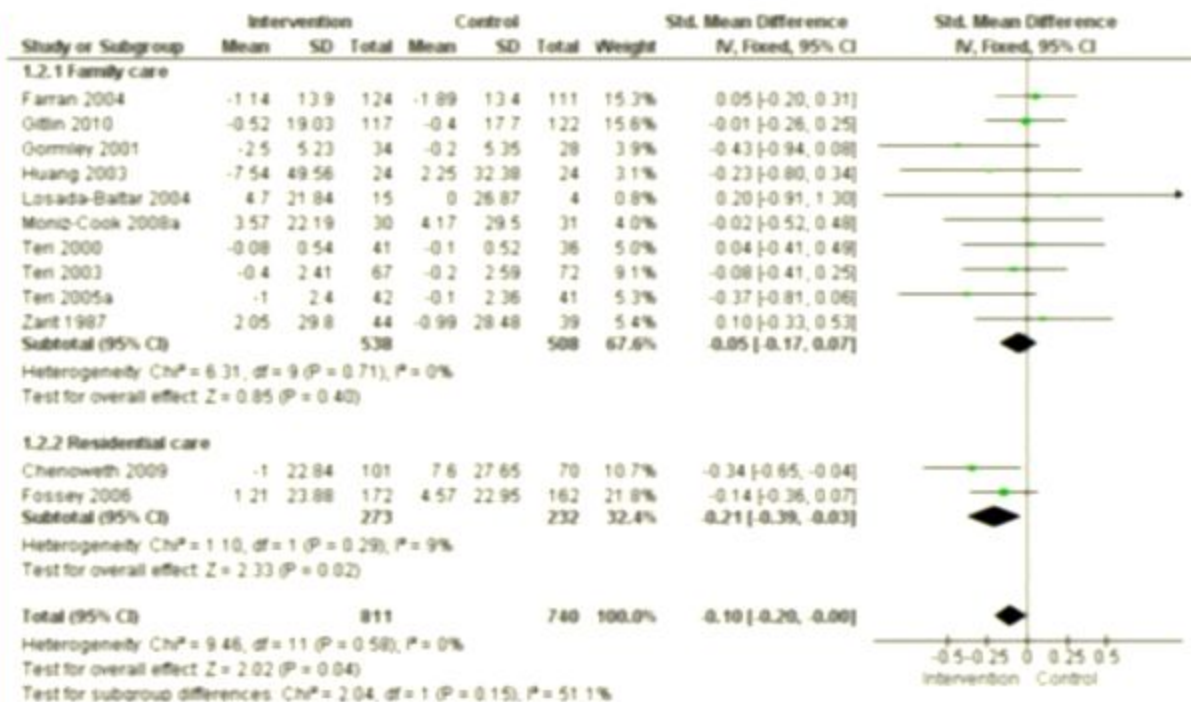 Intervention Control Std. Mean Difference Std. Mean Difference
Study or Subgroup Mean SD Total Mean SD Total Weight IV, Fixed, 95% CI IV, Fixed, 95% CI
1.2.1 Family care
Farran 2004 -1.14 13.9 124 -1.89 13.4 111 15.3% 0.05 [-0.20, 0.31]
Gitlin 2010 -0.52 19.03 117 -0.4 17.7 122 15.6% -0.01 [-0.26, 0.25]
Gormley 2001 -2.5 5.23 34 -0.2 5.35 28 3.9% -0.43 [-0.94, 0.08]
Huang 2003 -7.54 49.56 24 2.25 32.38 24 3.1% -0.23 [-0.80, 0.34]
Losada-Baltar 2004 4.7 21.84 15 0 26.87 4 0.8% 0.20 [-0.91, 1.30]
Moniz-Cook 2008a 3.57 22.19 30 4.17 29.5 31 4.0% -0.02 [-0.52, 0.48]
Teri 2000 -0.08 0.54 41 -0.1 0.52 36 5.0% 0.04 [-0.41, 0.49]
Teri 2003 -0.4 2.41 67 -0.2 2.59 72 9.1% -0.08 [-0.41, 0.25]
Teri 2005a -1 2.4 42 -0.1 2.36 41 5.3% -0.37 [-0.81, 0.06]
Zarit 1987 2.05 29.8 44 -0.99 28.48 39 5.4% 0.10 [-0.33, 0.53]
Subtotal (95% CI) 538 508 67.6% -0.05 [-0.17, 0.07]
Heterogeneity: Chi² = 6.31, df = 9 (P = 0.71); I² = 0%
Test for overall effect: Z = 0.85 (P = 0.40)
1.2.2 Residential care
Chenoweth 2009 -1 22.84 101 7.6 27.65 70 10.7% -0.34 [-0.65, -0.04]
Fossey 2006 1.21 23.88 172 4.57 22.95 162 21.8% -0.14 [-0.36, 0.07]
Subtotal (95% CI) 273 232 32.4% -0.21 [-0.39, -0.03]
Heterogeneity: Chi² = 1.10, df = 1 (P = 0.29); I² = 9%
Test for overall effect: Z = 2.33 (P = 0.02)
Total (95% CI) 811 740 100.0% -0.10 [-0.20, -0.00]
Heterogeneity: Chi² = 9.46, df = 11 (P = 0.58); I² = 0%
Test for overall effect: Z = 2.02 (P = 0.04)
Test for subgroup differences: Chi² = 2.04, df = 1 (P = 0.15), I² = 51.1%
-0.5 -0.25 0 0.25 0.5
Intervention Control